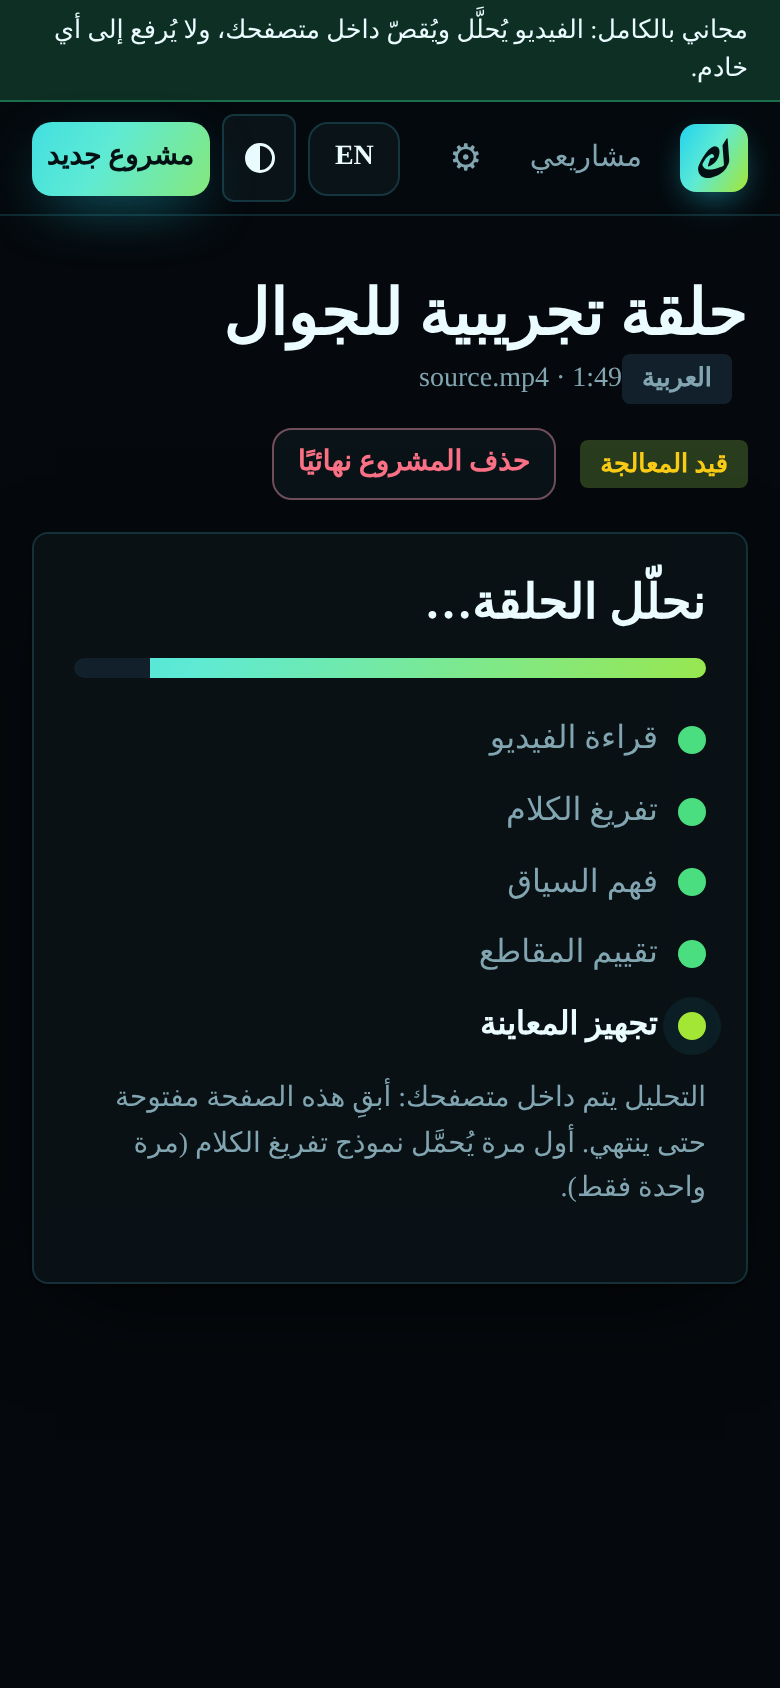 مجاني بالكامل: الفيديو يُحلَّل ويُقصّ داخل متصفحك، ولا يُرفع إلى أي
خادم.
ك مشاريعي EN مشروع جديد
حلقة تجريبية للجوال
العربية source.mp4 · 1:49
قيد المعالجة حذف المشروع نهائيًا
نحلّل الحلقة…
قراءة الفيديو
تفريغ الكلام
فهم السياق
تقييم المقاطع
تجهيز المعاينة
التحليل يتم داخل متصفحك: أبقِ هذه الصفحة مفتوحة
حتى ينتهي. أول مرة يُحمَّل نموذج تفريغ الكلام (مرة
واحدة فقط).